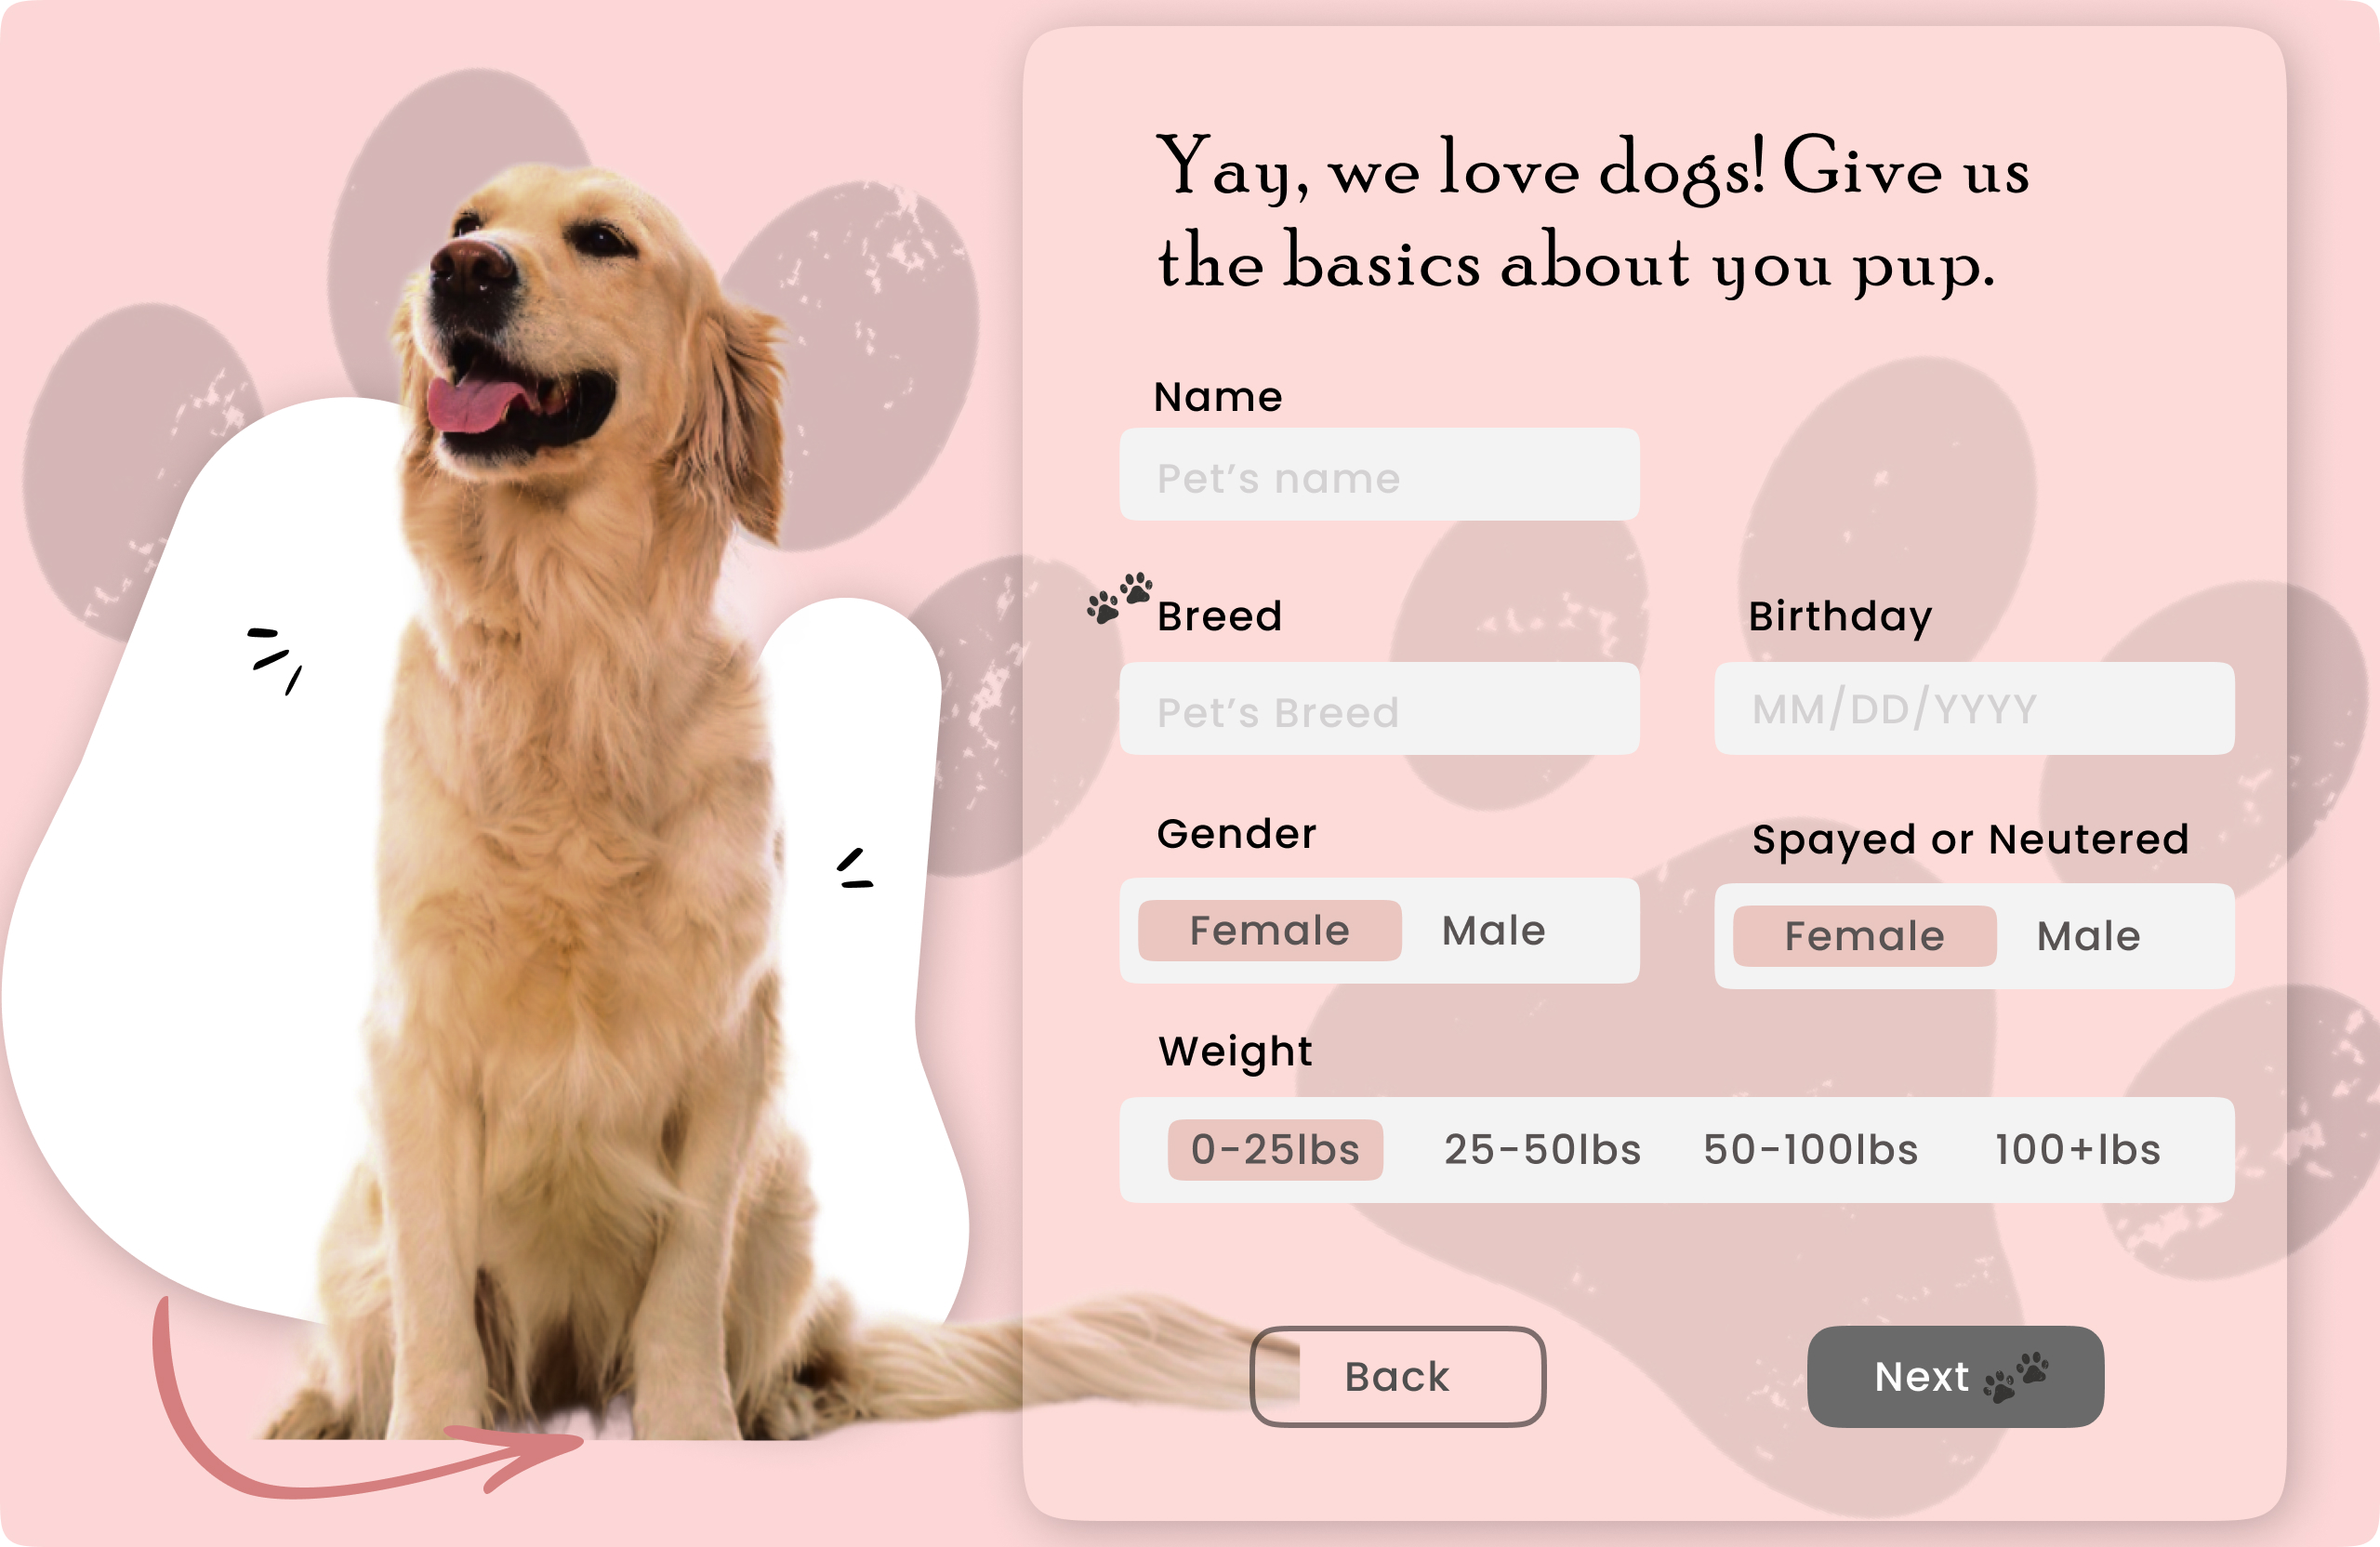 Yay, we love dogs! Give us
the basics about you pup.
Name
Pet’s name
Breed
Pet’s Breed
Birthday
MM/DD/YYYY
Gender
Female Male
Spayed or Neutered
Female Male
Weight
0-25lbs 25-50lbs 50-100lbs 100+lbs
Back
Next